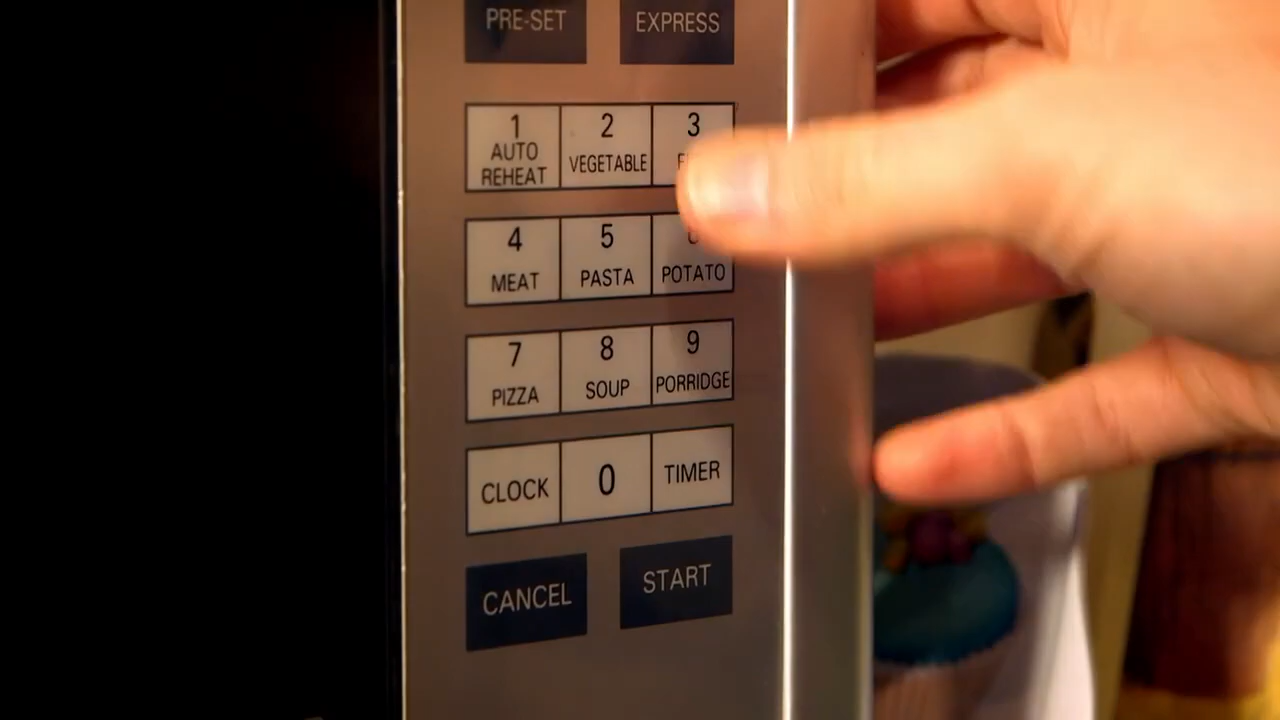 PRE-SET
EXPRESS
1
AUTO
REHEAT
2
VEGETABLE
3
4
MEAT
5
PASTA
POTATO
7
PIZZA
8
SOUP
9
PORRIDGE
CLOCK
0
TIMER
CANCEL
START